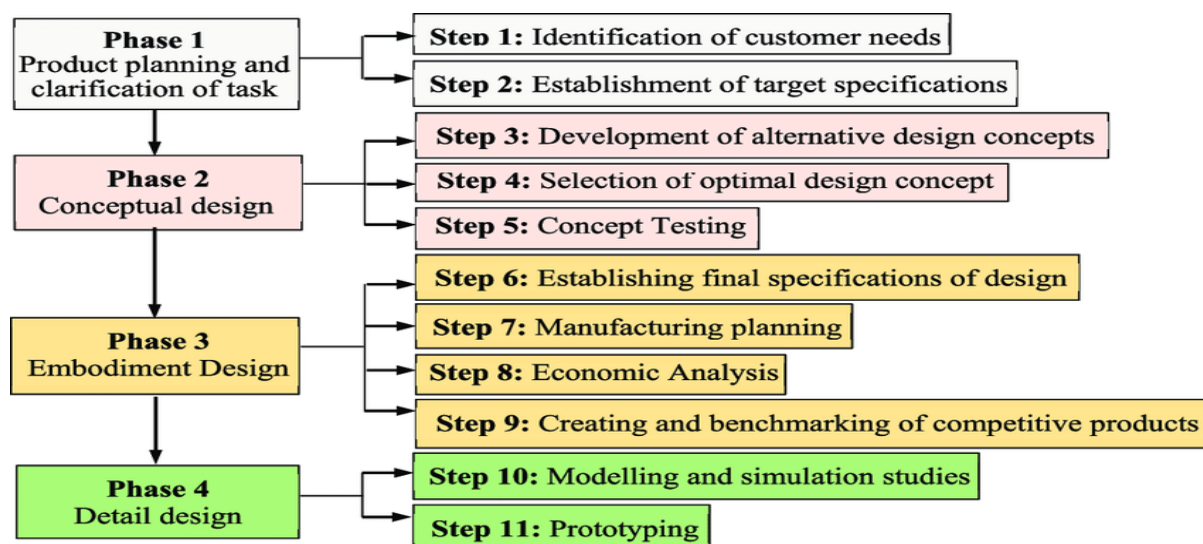 Phase 1
Product planning and
clarification of task
Step 1: Identification of customer needs
Step 2: Establishment of target specifications
Phase 2
Conceptual design
Step 3: Development of alternative design concepts
Step 4: Selection of optimal design concept
Step 5: Concept Testing
Phase 3
Embodiment Design
Step 6: Establishing final specifications of design
Step 7: Manufacturing planning
Step 8: Economic Analysis
Step 9: Creating and benchmarking of competitive products
Phase 4
Detail design
Step 10: Modelling and simulation studies
Step 11: Prototyping